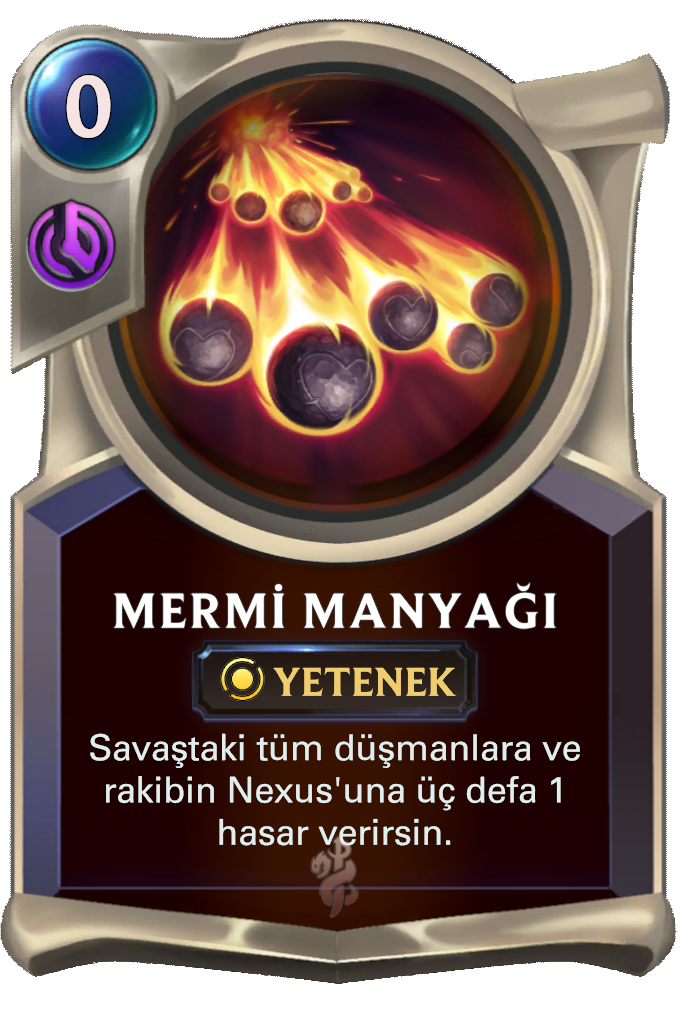 0
MERMİ MANYAĞI
YETENEK
Savaştaki tüm düşmanlara ve
rakibin Nexus'una üç defa 1
hasar verirsin.